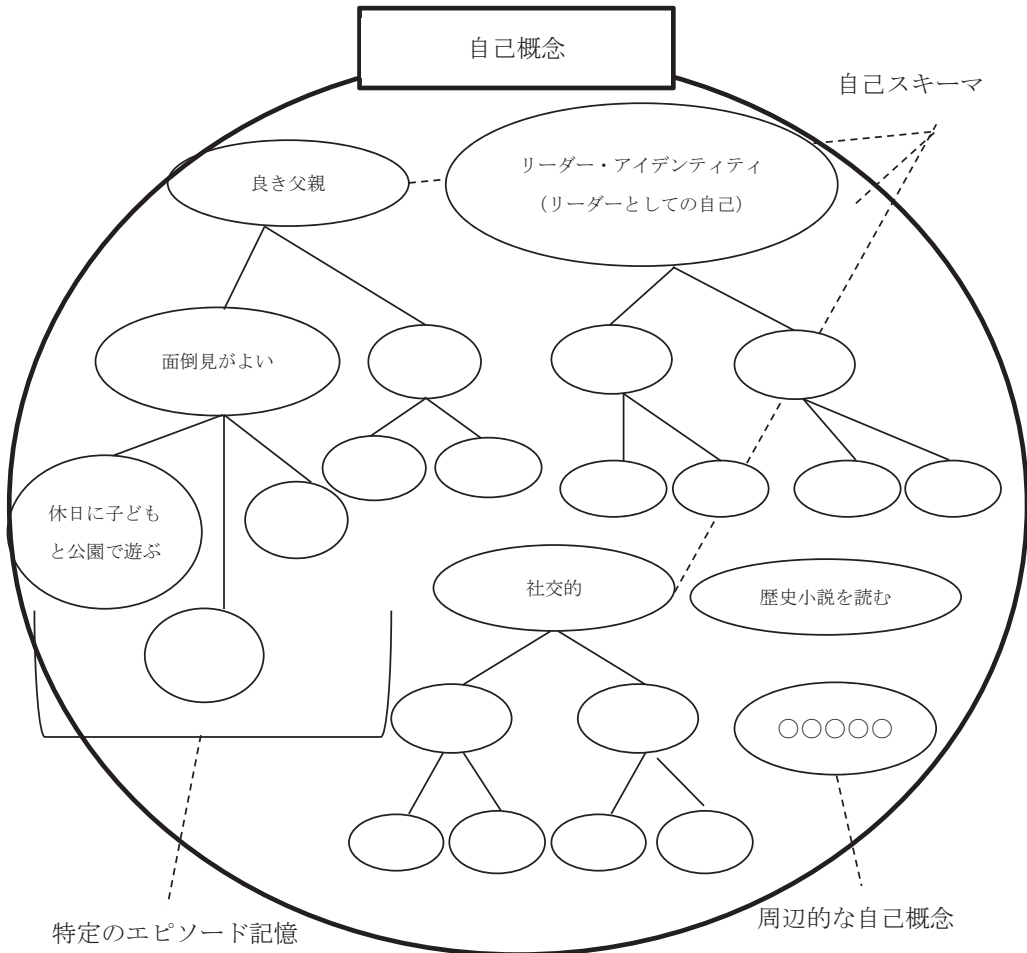 自己概念
自己スキーマ
良き父親
リーダー・アイデンティティ
（リーダーとしての自己）
面倒見がよい
休日に子ども
と公園で遊ぶ
社交的
歴史小説を読む
○○○○○
特定のエピソード記憶
周辺的な自己概念